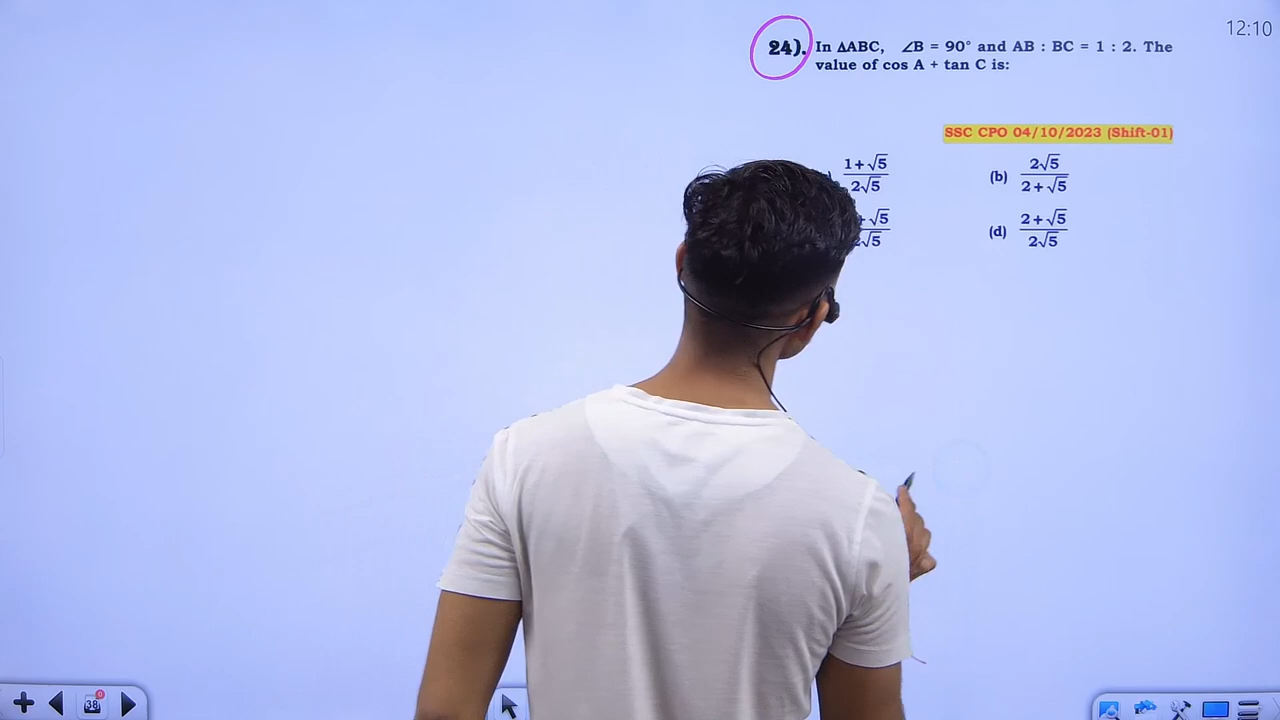 12:10
24). In ΔABC, ∠B = 90° and AB : BC = 1 : 2. The
value of cos A + tan C is:
SSC CPO 04/10/2023 (Shift-01)
) 1+√5 / 2√5 (b) 2√5 / 2+√5
+√5 / 2√5 (d) 2+√5 / 2√5
38
0